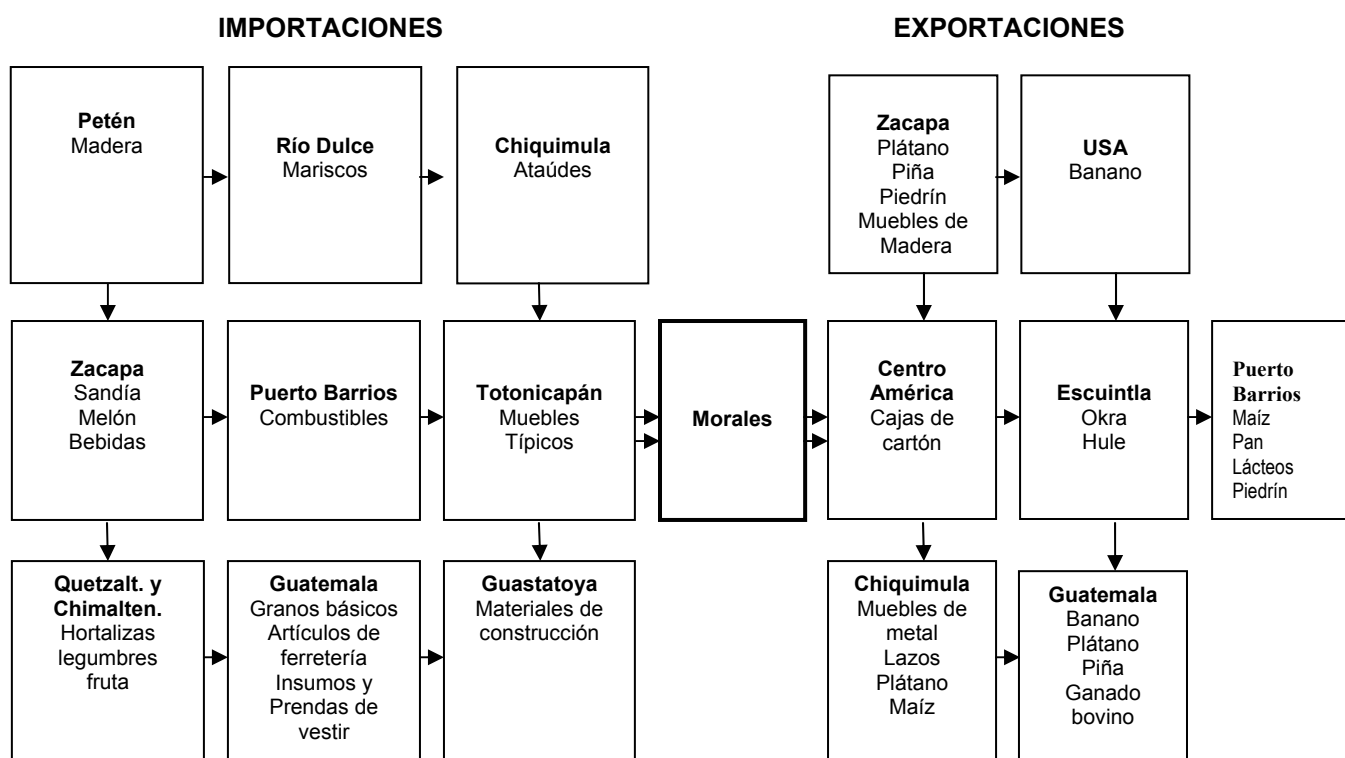 IMPORTACIONES
EXPORTACIONES
Petén
Madera
Río Dulce
Mariscos
Chiquimula
Ataúdes
Zacapa
Plátano
Piña
Piedrín
Muebles de
Madera
USA
Banano
Zacapa
Sandía
Melón
Bebidas
Puerto Barrios
Combustibles
Totonicapán
Muebles
Típicos
Morales
Centro
América
Cajas de
cartón
Escuintla
Okra
Hule
Puerto
Barrios
Maíz
Pan
Lácteos
Piedrín
Quetzalt. y
Chimalten.
Hortalizas
legumbres
fruta
Guatemala
Granos básicos
Artículos de
ferretería
Insumos y
Prendas de
vestir
Guastatoya
Materiales de
construcción
Chiquimula
Muebles de
metal
Lazos
Plátano
Maíz
Guatemala
Banano
Plátano
Piña
Ganado
bovino